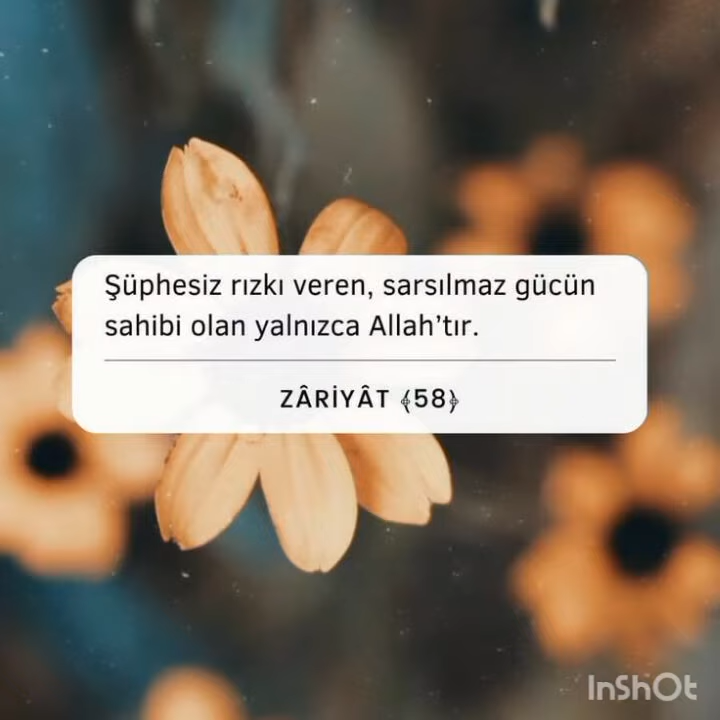 Şüphesiz rızkı veren, sarsılmaz gücün
sahibi olan yalnızca Allah’tır.
ZÂRİYÂT ﴾58﴿
InShOt